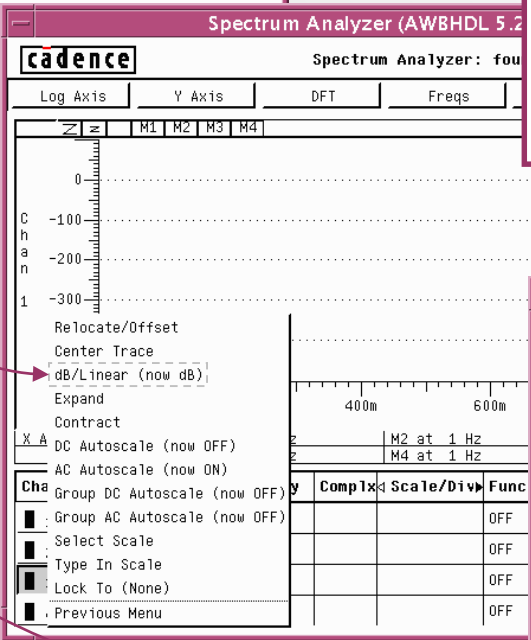 Spectrum Analyzer (AWBHDL 5.2
cādence
Spectrum Analyzer: fou
Log Axis
Y Axis
DFT
Freqs
Z z M1 M2 M3 M4
0
Chan 1
-100
-200
-300
Relocate/Offset
Center Trace
dB/Linear (now dB)
Expand
Contract
DC Autoscale (now OFF)
AC Autoscale (now ON)
Group DC Autoscale (now OFF)
Group AC Autoscale (now OFF)
Select Scale
Type In Scale
Lock To (None)
Previous Menu
400m 600m
X A
z M2 at 1 Hz
z M4 at 1 Hz
Cha
y Complx Scale/Div Func
OFF
OFF
OFF
OFF